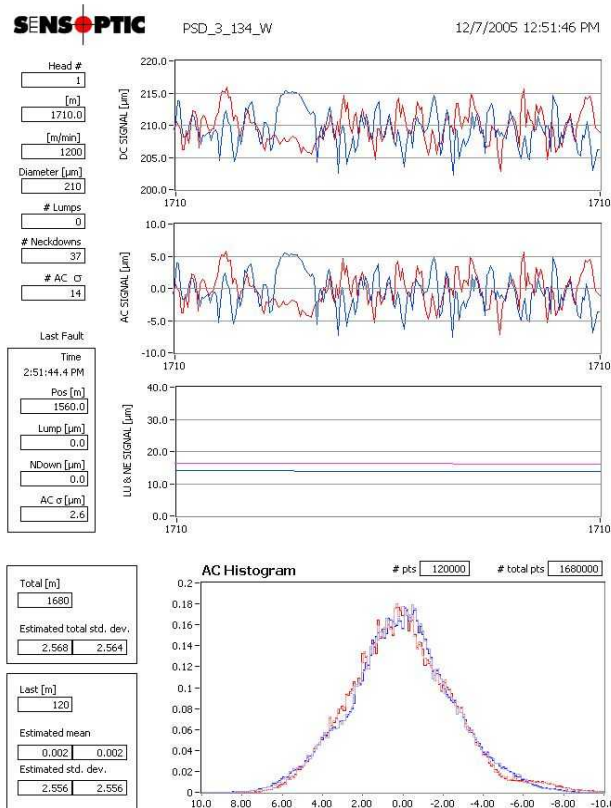 SENSOPTIC
PSD_3_134_W
12/7/2005 12:51:46 PM
Head #
1
[m]
1710.0
[m/min]
1200
Diameter [µm]
210
# Lumps
0
# Neckdowns
37
# AC σ
14
Last Fault
Time
2:51:44.4 PM
Pos [m]
1560.0
Lump [µm]
0.0
NDown [µm]
0.0
AC σ [µm]
2.6
DC SIGNAL [µm]
220.0
215.0
210.0
205.0
200.0
1710
1710
AC SIGNAL [µm]
10.0
5.0
0.0
-5.0
-10.0
1710
1710
LU & NE SIGNAL [µm]
40.0
30.0
20.0
10.0
0.0
1710
1710
Total [m]
1680
Estimated total std. dev.
2.568 2.564
Last [m]
120
Estimated mean
0.002 0.002
Estimated std. dev.
2.556 2.556
AC Histogram
# pts 120000
# total pts 1680000
0.2
0.18
0.16
0.14
0.12
0.1
0.08
0.06
0.04
0.02
0
10.0 8.00 6.00 4.00 2.00 0.00 -2.00 -4.00 -6.00 -8.00 -10.0